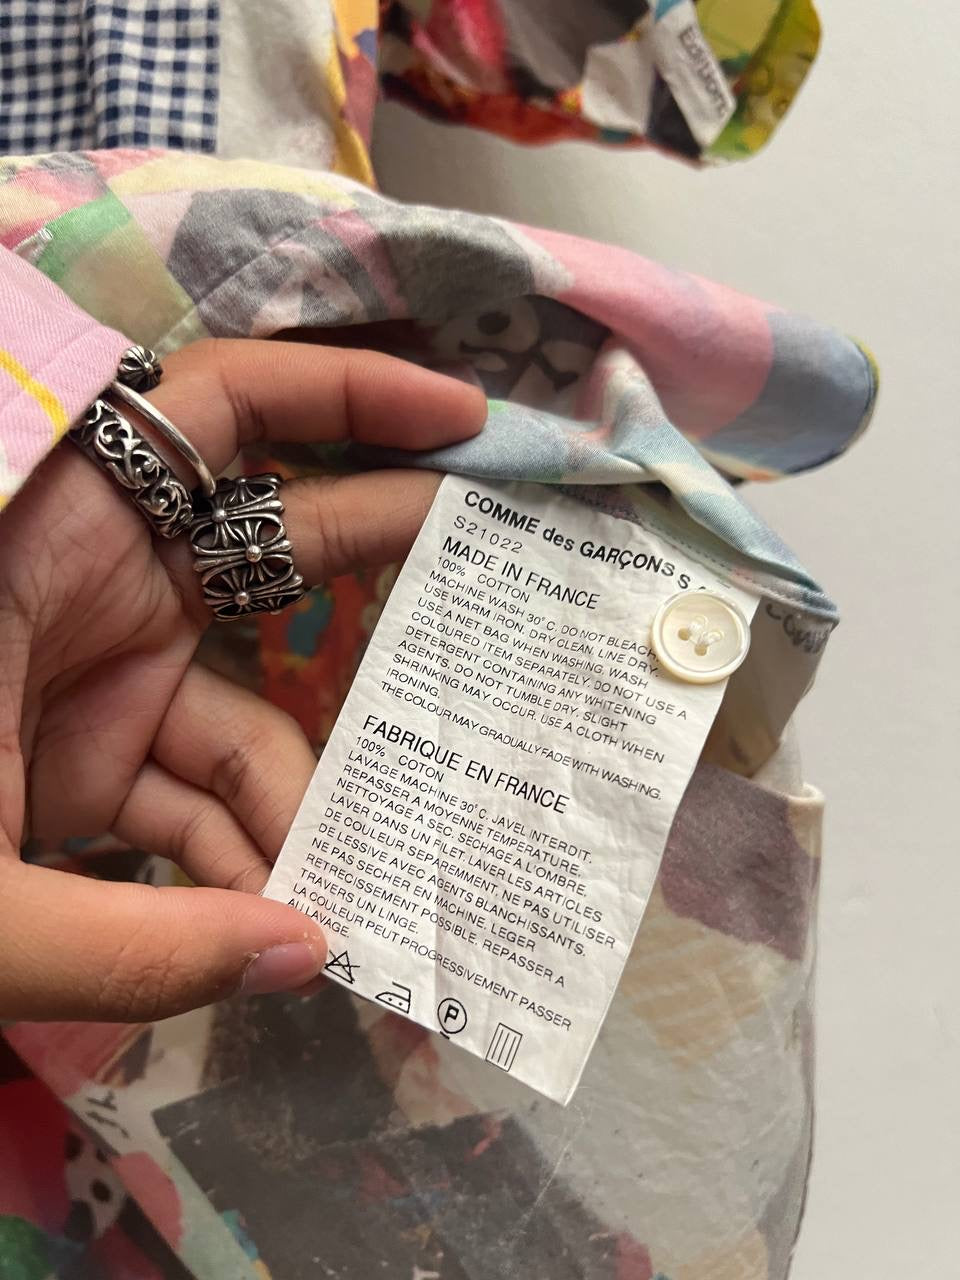 Editions
COMME des GARÇONS S
S21022
MADE IN FRANCE
100% COTTON
MACHINE WASH 30°C. DO NOT BLEACH
USE WARM IRON. DRY CLEAN. LINE DRY.
USE A NET BAG WHEN WASHING. WASH
COLOURED ITEM SEPARATELY. DO NOT USE A
DETERGENT CONTAINING ANY WHITENING
AGENTS. DO NOT TUMBLE DRY. SLIGHT
SHRINKING MAY OCCUR. USE A CLOTH WHEN
IRONING.
THE COLOUR MAY GRADUALLY FADE WITH WASHING.
FABRIQUE EN FRANCE
100% COTON
LAVAGE MACHINE 30°C. JAVEL INTERDIT.
REPASSER A MOYENNE TEMPERATURE.
NETTOYAGE A SEC. SECHAGE A L'OMBRE.
LAVER DANS UN FILET. LAVER LES ARTICLES
DE COULEUR SEPAREMMENT. NE PAS UTILISER
DE LESSIVE AVEC AGENTS BLANCHISSANTS.
NE PAS SECHER EN MACHINE. LEGER
RETRECISSEMENT POSSIBLE. REPASSER A
TRAVERS UN LINGE.
LA COULEUR PEUT PROGRESSIVEMENT PASSER
AU LAVAGE.
P